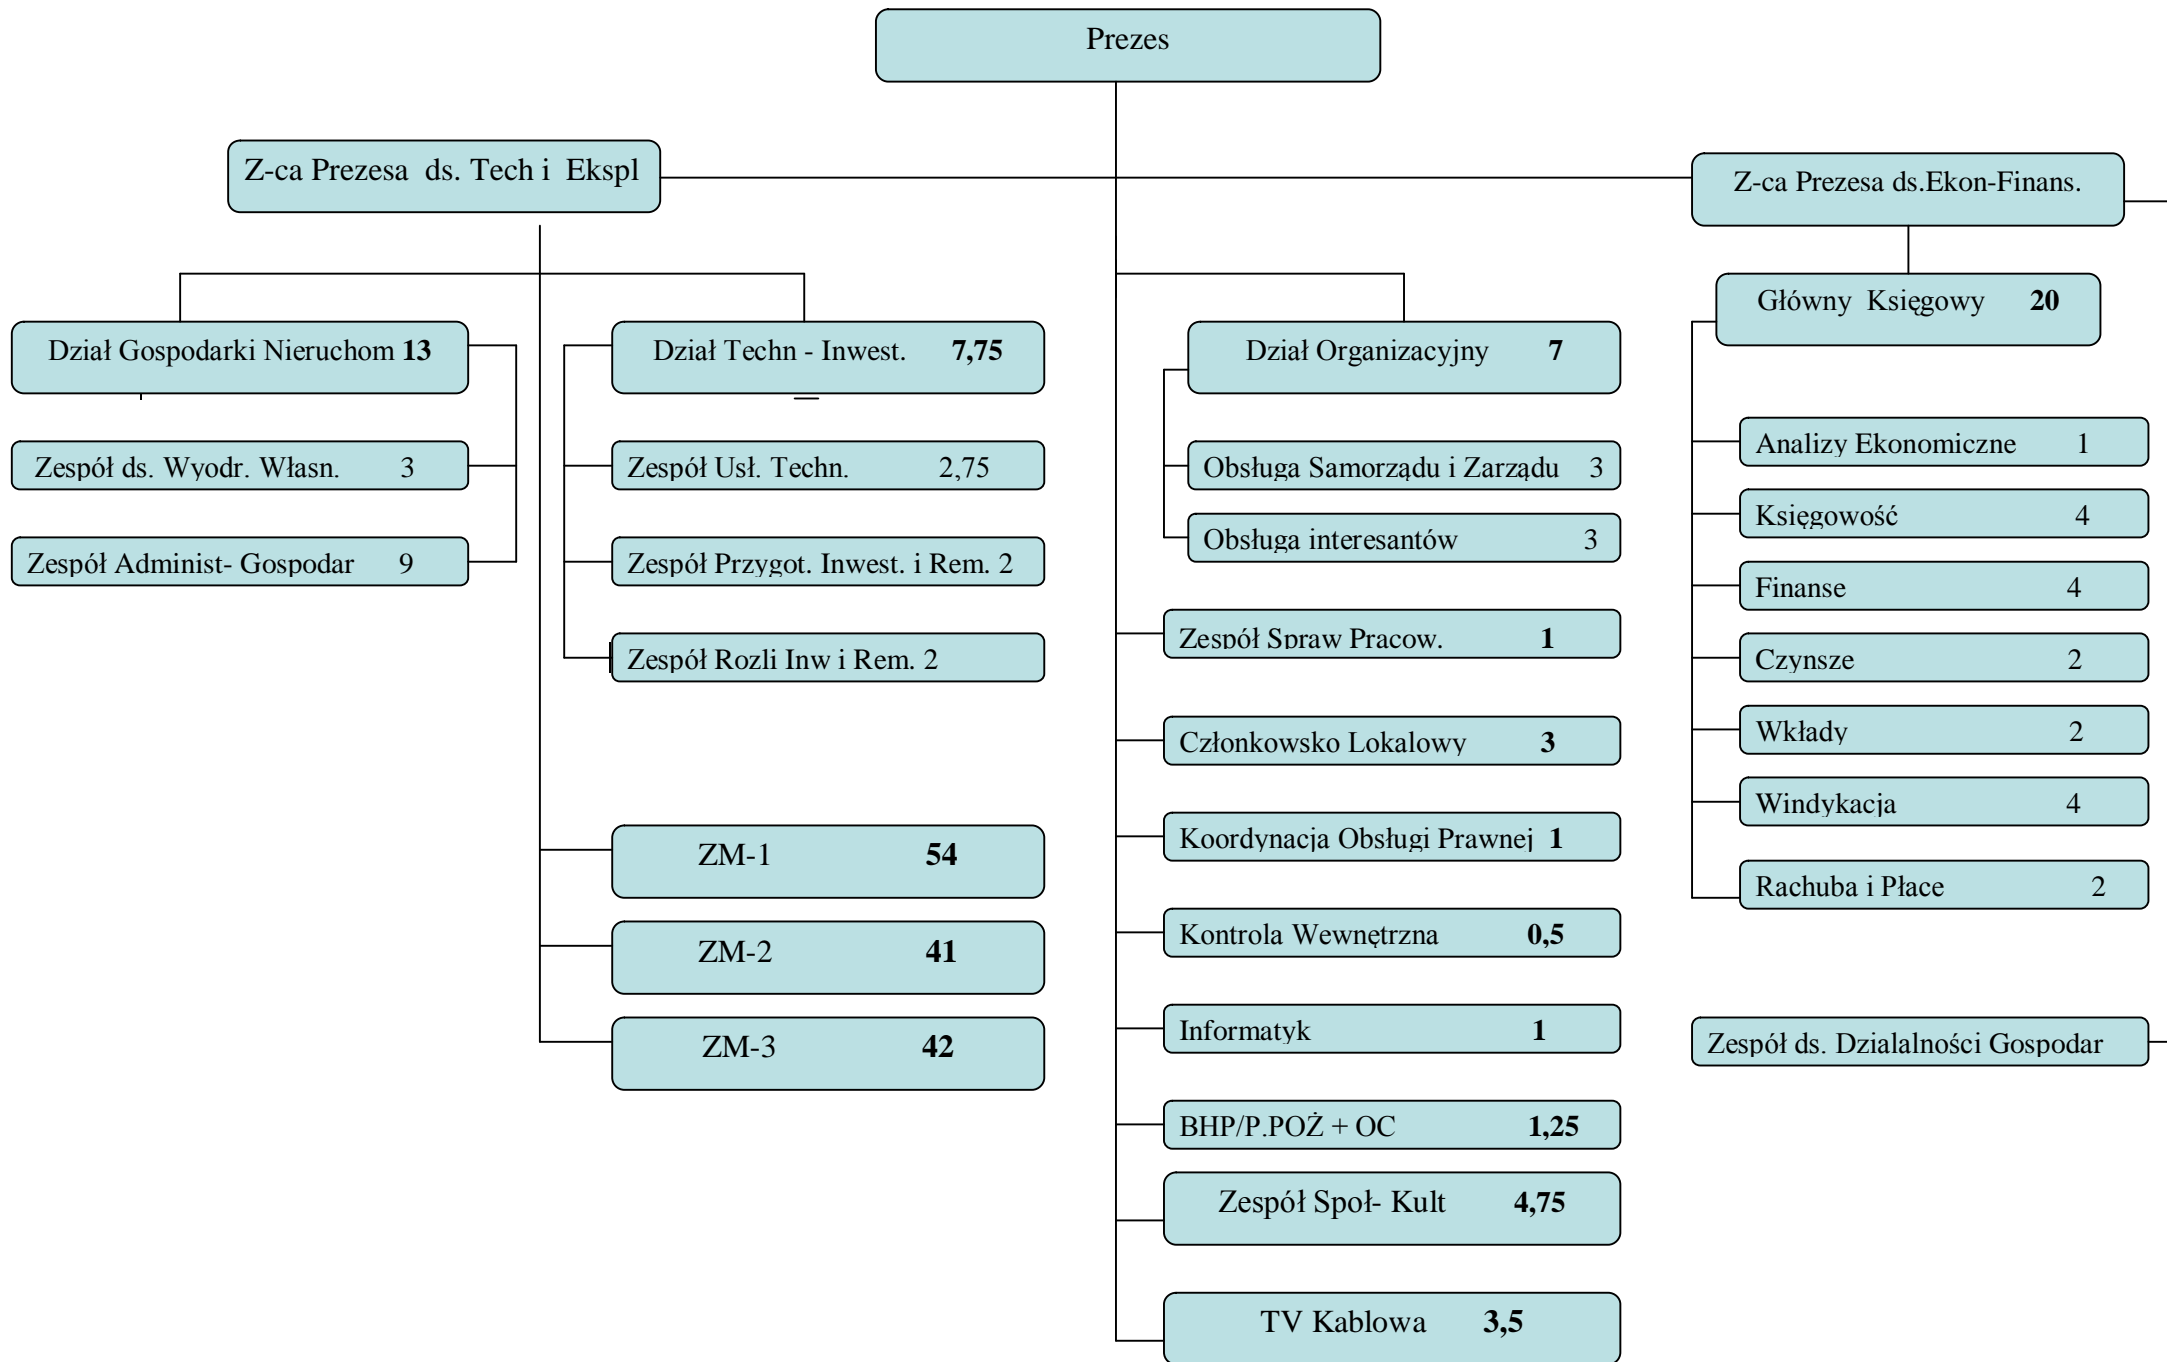 Prezes
Z-ca Prezesa ds. Tech i Ekspl
Z-ca Prezesa ds.Ekon-Finans.
Dział Gospodarki Nieruchom 13
Zespół ds. Wyodr. Własn. 3
Zespół Administ- Gospodar 9
Dział Techn - Inwest. 7,75
Zespół Usł. Techn. 2,75
Zespół Przygot. Inwest. i Rem. 2
Zespół Rozli Inw i Rem. 2
ZM-1 54
ZM-2 41
ZM-3 42
Dział Organizacyjny 7
Obsługa Samorządu i Zarządu 3
Obsługa interesantów 3
Zespół Spraw Pracow. 1
Członkowsko Lokalowy 3
Koordynacja Obsługi Prawnej 1
Kontrola Wewnętrzna 0,5
Informatyk 1
BHP/P.POŻ + OC 1,25
Zespół Społ- Kult 4,75
TV Kablowa 3,5
Główny Księgowy 20
Analizy Ekonomiczne 1
Księgowość 4
Finanse 4
Czynsze 2
Wkłady 2
Windykacja 4
Rachuba i Płace 2
Zespół ds. Dzialalności Gospodar